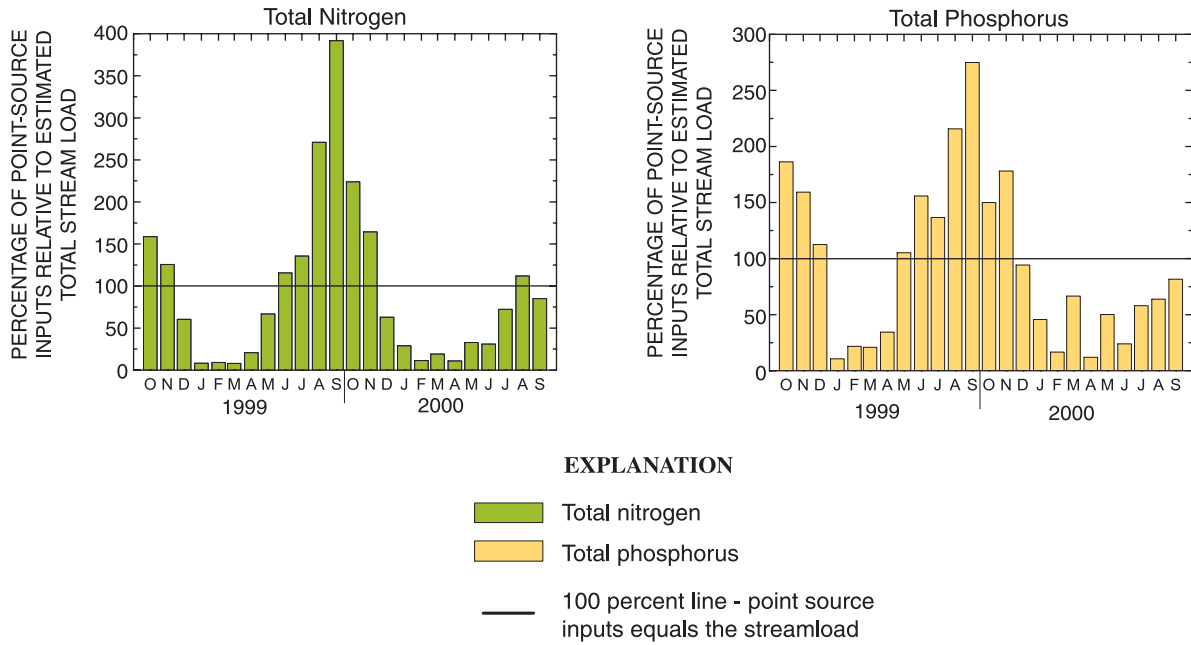 Total Nitrogen
PERCENTAGE OF POINT-SOURCE
INPUTS RELATIVE TO ESTIMATED
TOTAL STREAM LOAD
400
350
300
250
200
150
100
50
0
O N D J F M A M J J A S O N D J F M A M J J A S
1999 2000
Total Phosphorus
PERCENTAGE OF POINT-SOURCE
INPUTS RELATIVE TO ESTIMATED
TOTAL STREAM LOAD
300
250
200
150
100
50
0
O N D J F M A M J J A S O N D J F M A M J J A S
1999 2000
EXPLANATION
Total nitrogen
Total phosphorus
100 percent line - point source
inputs equals the streamload